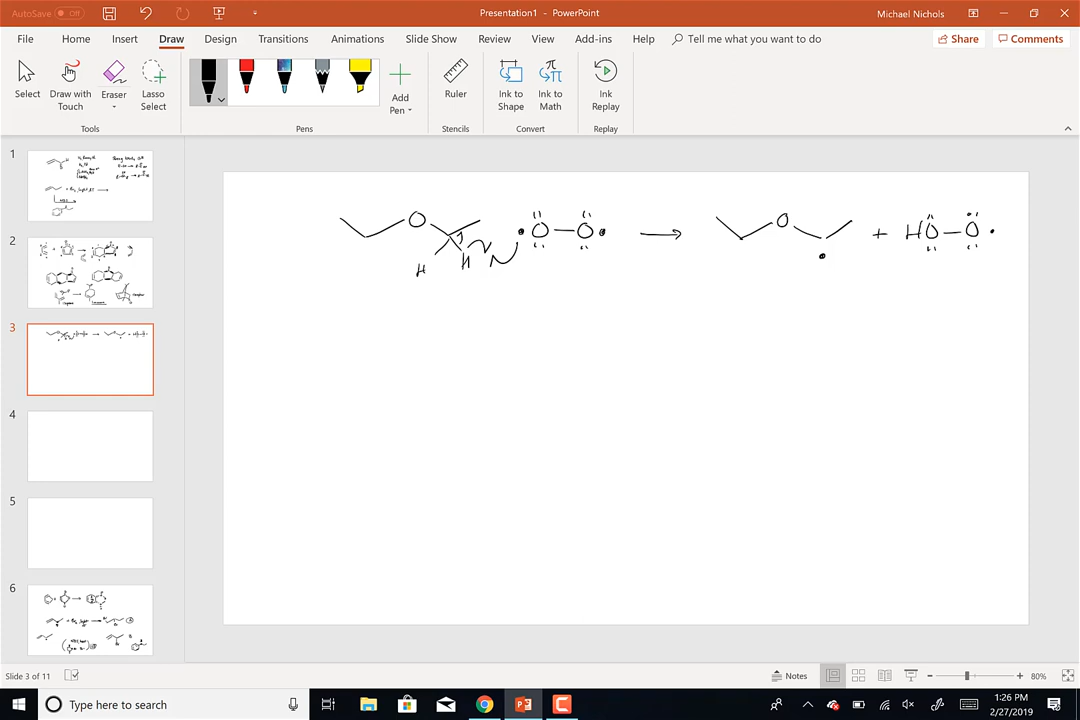 AutoSave Off
Presentation1 - PowerPoint
Michael Nichols
File Home Insert Draw Design Transitions Animations Slide Show Review View Add-ins Help Tell me what you want to do Share Comments
Select
Draw with Touch
Eraser
Lasso Select
Tools
Pens
Add Pen
Ruler
Stencils
Ink to Shape
Ink to Math
Convert
Ink Replay
Replay
1
2
3
4
5
6
O O — O → O + HO — O
H H
Slide 3 of 11
Notes
80%
Type here to search
1:26 PM
2/27/2019